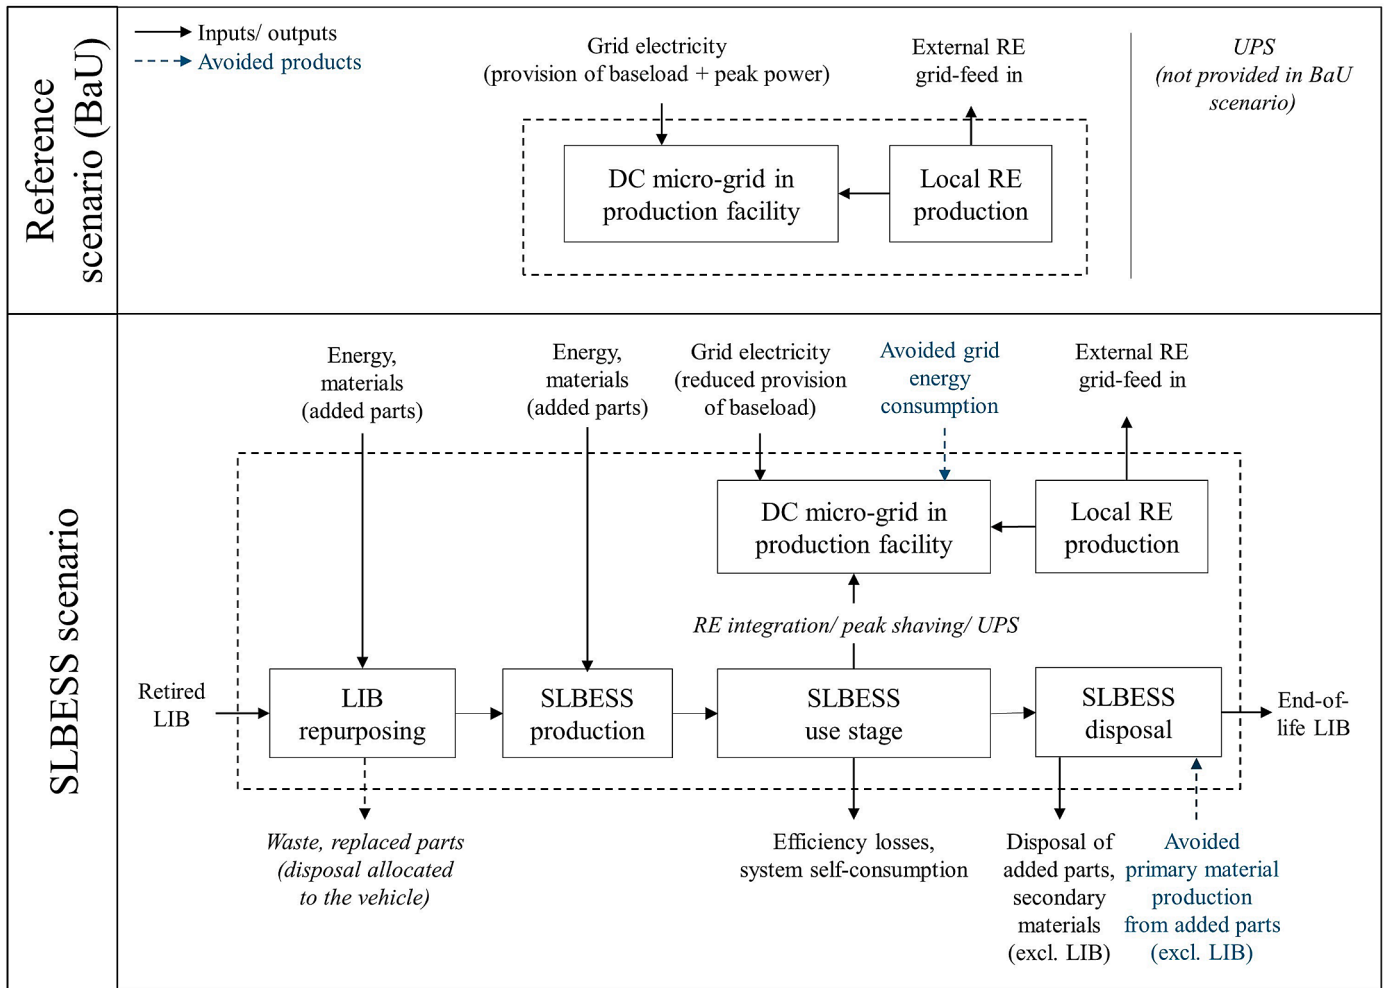 Reference
scenario (BaU)
Inputs/ outputs
Avoided products
Grid electricity
(provision of baseload + peak power)
External RE
grid-feed in
UPS
(not provided in BaU
scenario)
DC micro-grid in
production facility
Local RE
production
SLBESS scenario
Energy,
materials
(added parts)
Energy,
materials
(added parts)
Grid electricity
(reduced provision
of baseload)
Avoided grid
energy
consumption
External RE
grid-feed in
DC micro-grid in
production facility
Local RE
production
RE integration/ peak shaving/ UPS
Retired
LIB
LIB
repurposing
SLBESS
production
SLBESS
use stage
SLBESS
disposal
End-of-
life LIB
Waste, replaced parts
(disposal allocated
to the vehicle)
Efficiency losses,
system self-consumption
Disposal of
added parts,
secondary
materials
(excl. LIB)
Avoided
primary material
production
from added parts
(excl. LIB)